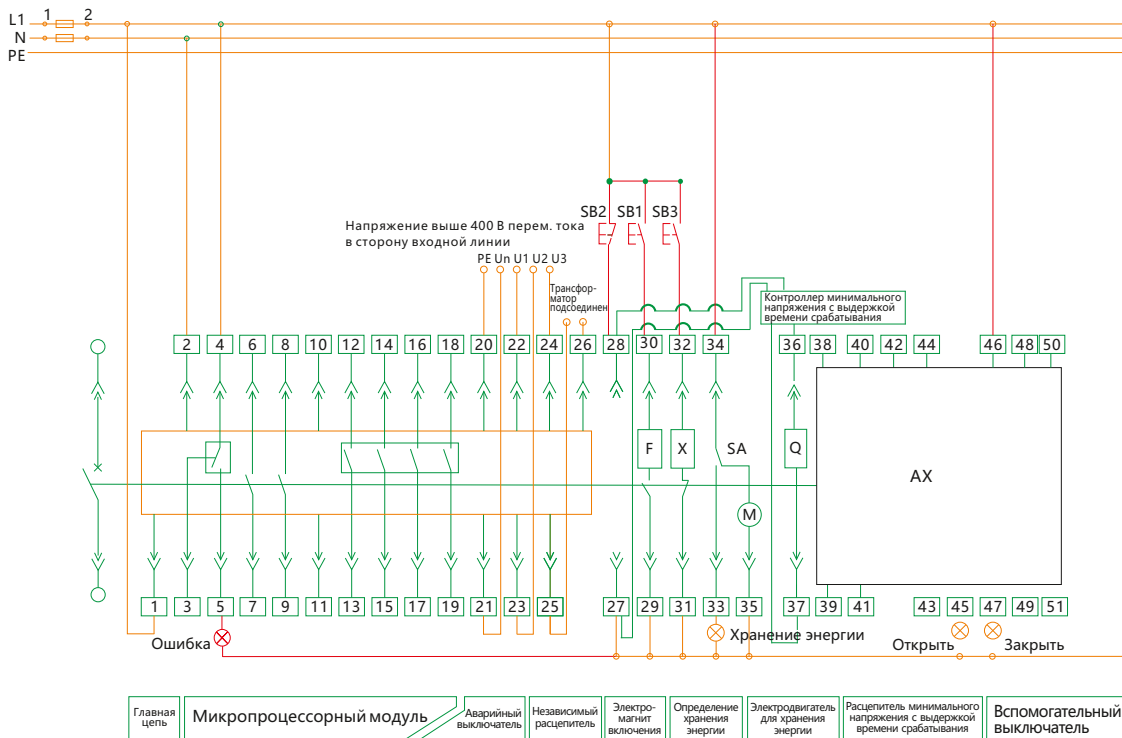 L1 1 2
N
PE
SB2 SB1 SB3
Напряжение выше 400 В перем. тока
в сторону входной линии
PE Un U1 U2 U3
Трансфор-
матор
подсоединен
Контроллер минимального
напряжения с выдержкой
времени срабатывания
2 4 6 8 10 12 14 16 18 20 22 24 26 28 30 32 34 36 38 40 42 44 46 48 50
F X SA Q
AX
M
1 3 5 7 9 11 13 15 17 19 21 23 25 27 29 31 33 35 37 39 41 43 45 47 49 51
Ошибка
Хранение энергии
Открыть
Закрыть
Главная
цепь
Микропроцессорный модуль
Аварийный
выключатель
Независимый
расцепитель
Электро-
магнит
включения
Определение
хранения
энергии
Электродвигатель
для хранения
энергии
Расцепитель минимального
напряжения с выдержкой
времени срабатывания
Вспомогательный
выключатель